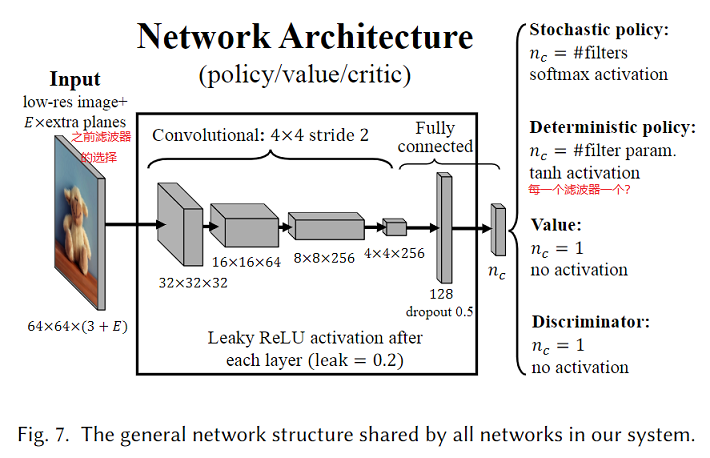 Network Architecture
(policy/value/critic)
Input
low-res image+
E×extra planes
之前滤波器
的选择
64×64×(3 + E)
Convolutional: 4×4 stride 2
Fully
connected
32×32×32
16×16×64
8×8×256
4×4×256
128
dropout 0.5
n_c
Leaky ReLU activation after
each layer (leak = 0.2)
Stochastic policy:
n_c = #filters
softmax activation
Deterministic policy:
n_c = #filter param.
tanh activation
每一个滤波器一个?
Value:
n_c = 1
no activation
Discriminator:
n_c = 1
no activation
Fig. 7. The general network structure shared by all networks in our system.